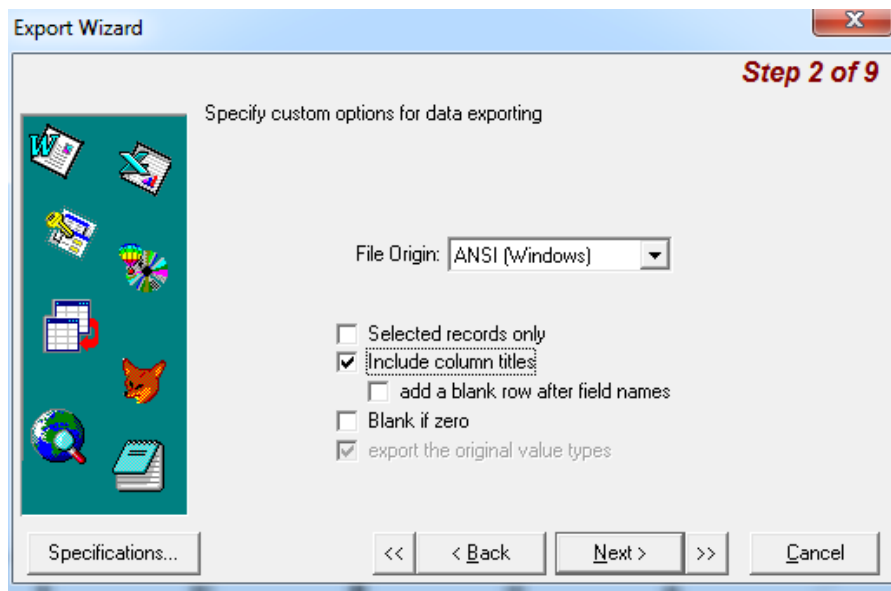 Export Wizard
Step 2 of 9
Specify custom options for data exporting
File Origin: ANSI (Windows)
Selected records only
Include column titles
add a blank row after field names
Blank if zero
export the original value types
Specifications... << < Back Next > >> Cancel